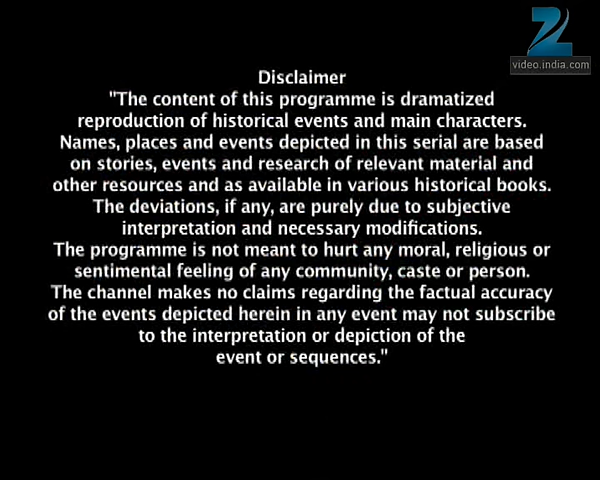 video.india.com
Disclaimer
"The content of this programme is dramatized
reproduction of historical events and main characters.
Names, places and events depicted in this serial are based
on stories, events and research of relevant material and
other resources and as available in various historical books.
The deviations, if any, are purely due to subjective
interpretation and necessary modifications.
The programme is not meant to hurt any moral, religious or
sentimental feeling of any community, caste or person.
The channel makes no claims regarding the factual accuracy
of the events depicted herein in any event may not subscribe
to the interpretation or depiction of the
event or sequences."